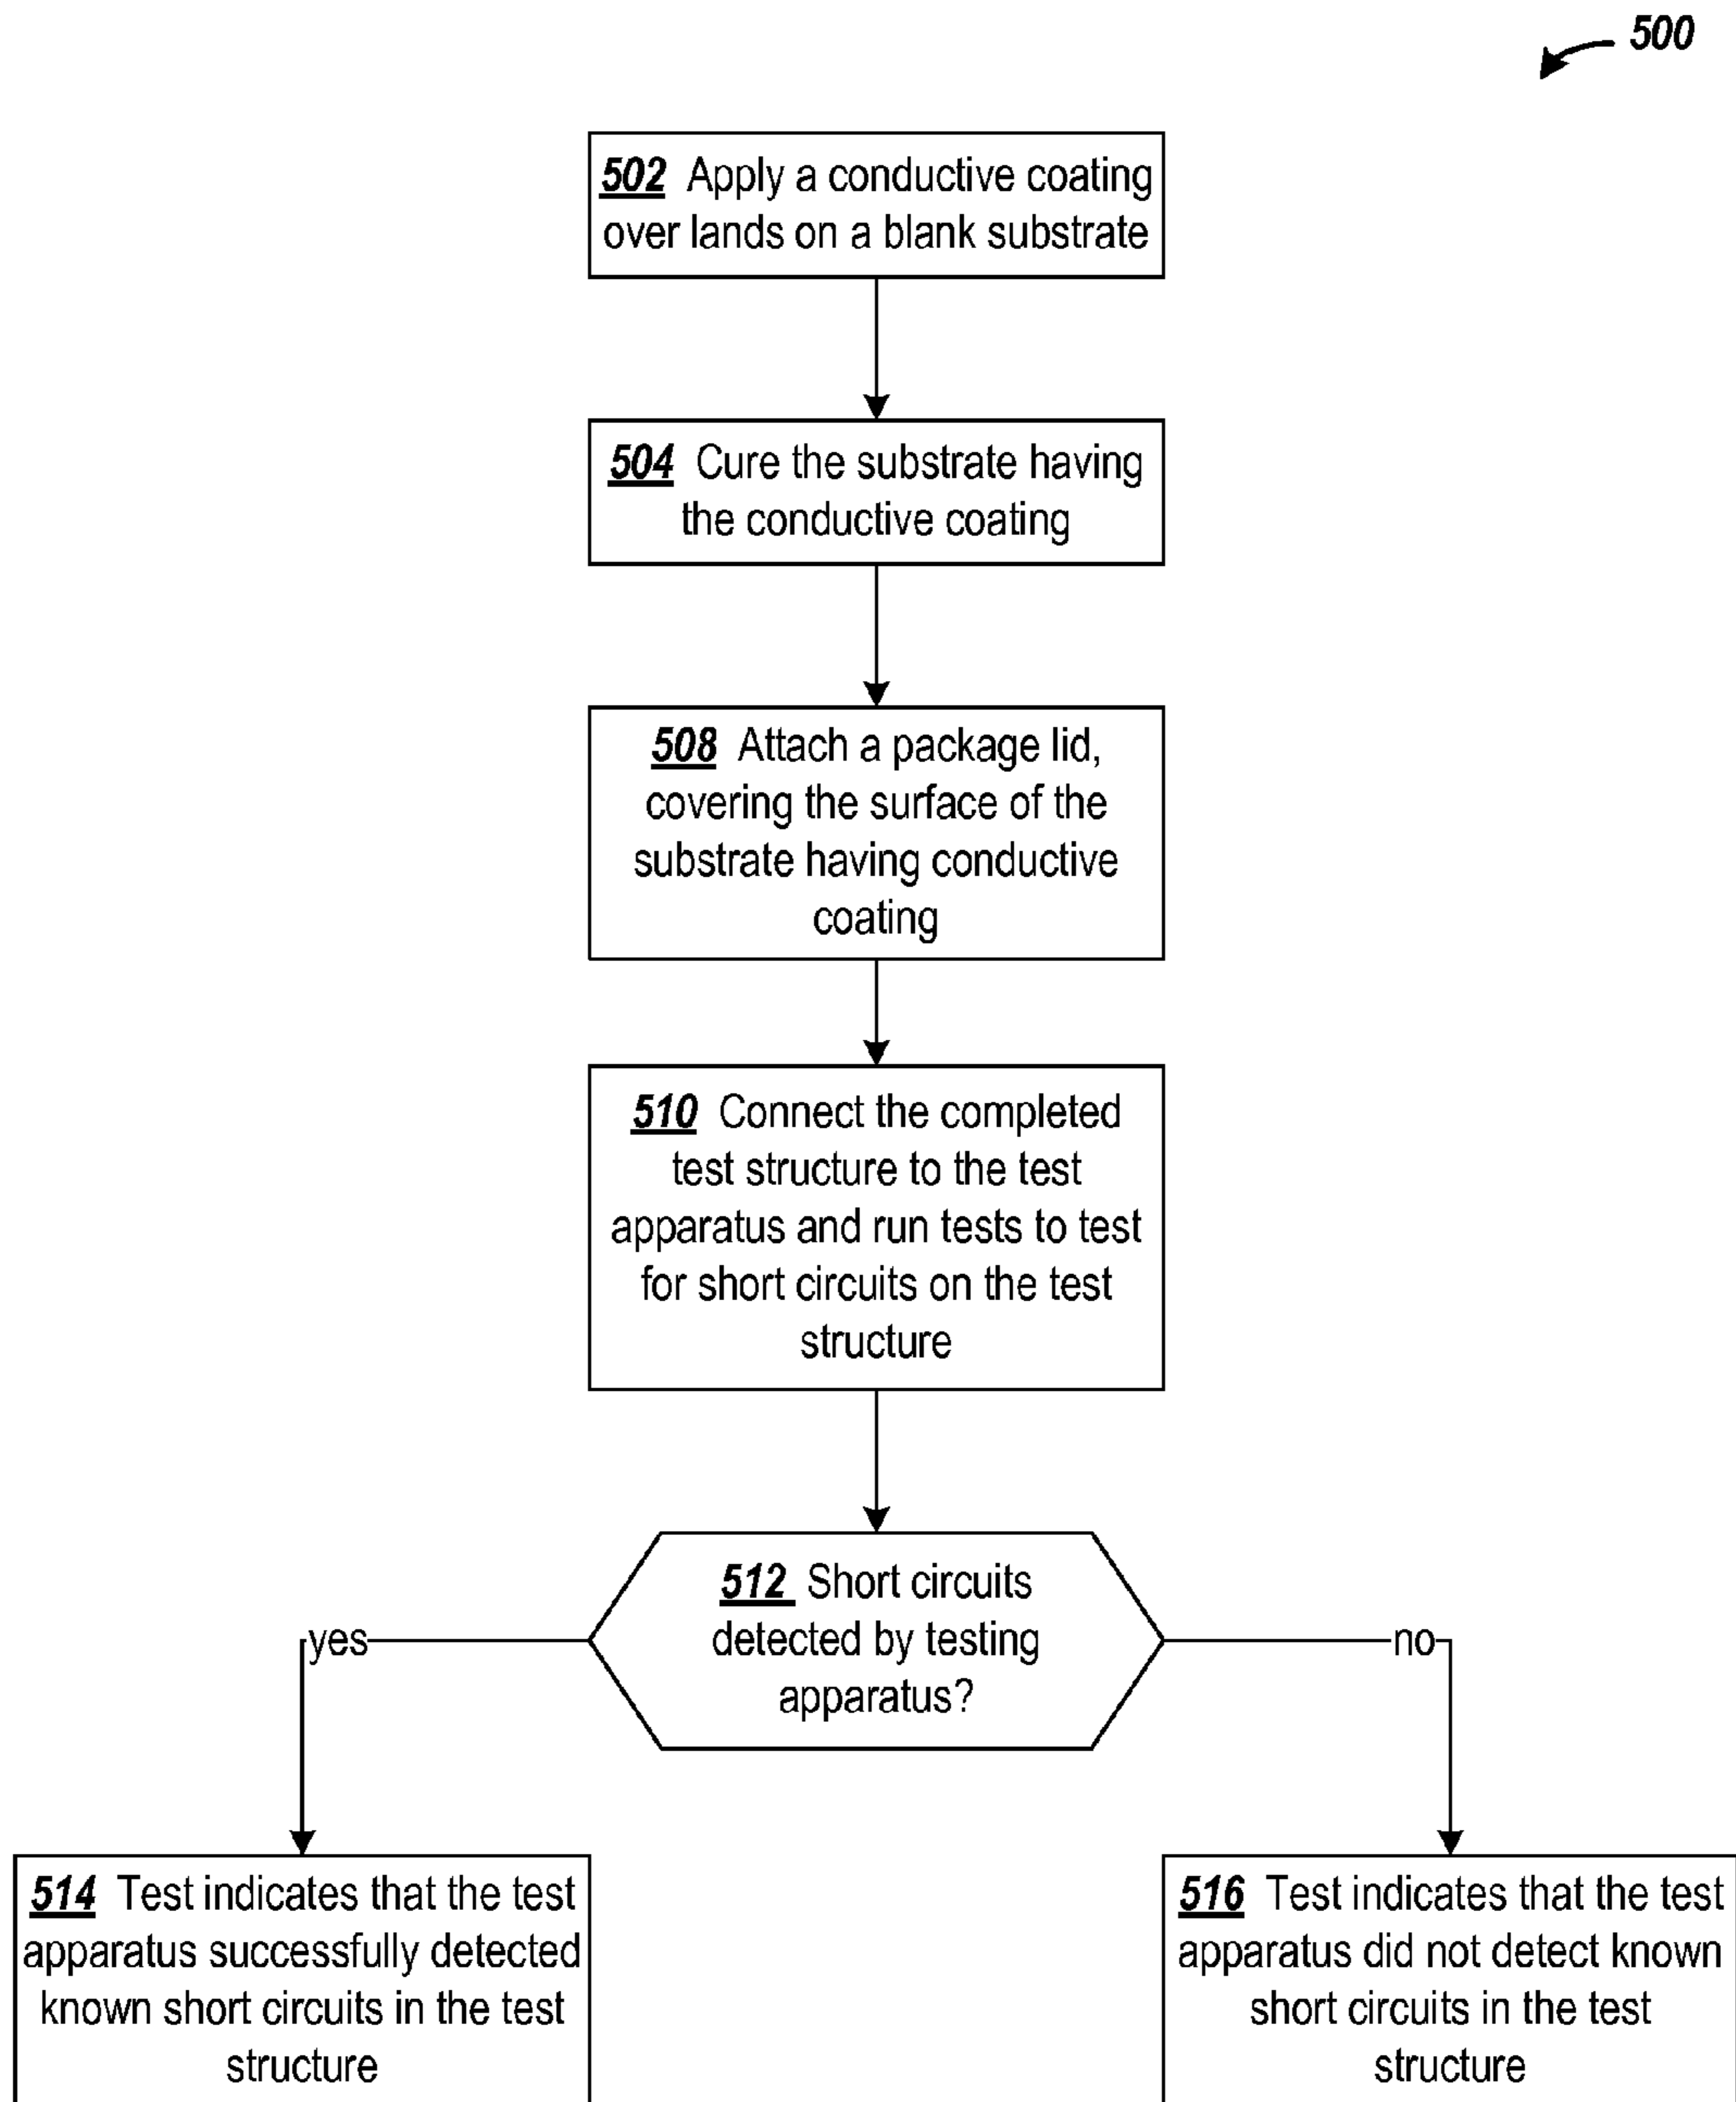 500
502 Apply a conductive coating
over lands on a blank substrate
504 Cure the substrate having
the conductive coating
508 Attach a package lid,
covering the surface of the
substrate having conductive
coating
510 Connect the completed
test structure to the test
apparatus and run tests to test
for short circuits on the test
structure
512 Short circuits
detected by testing
apparatus?
yes
no
514 Test indicates that the test
apparatus successfully detected
known short circuits in the test
structure
516 Test indicates that the test
apparatus did not detect known
short circuits in the test
structure